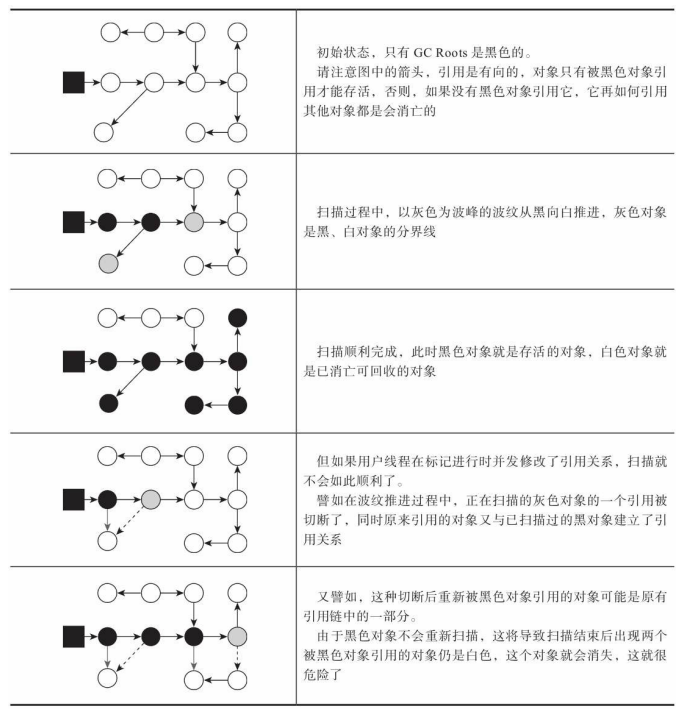 初始状态，只有 GC Roots 是黑色的。
请注意图中的箭头，引用是有向的，对象只有被黑色对象引
用才能存活，否则，如果没有黑色对象引用它，它再如何引用
其他对象都是会消亡的
扫描过程中，以灰色为波峰的波纹从黑向白推进，灰色对象
是黑、白对象的分界线
扫描顺利完成，此时黑色对象就是存活的对象，白色对象就
是已消亡可回收的对象
但如果用户线程在标记进行时并发修改了引用关系，扫描就
不会如此顺利了。
譬如在波纹推进过程中，正在扫描的灰色对象的一个引用被
切断了，同时原来引用的对象又与已扫描过的黑对象建立了引
用关系
又譬如，这种切断后重新被黑色对象引用的对象可能是原有
引用链中的一部分。
由于黑色对象不会重新扫描，这将导致扫描结束后出现两个
被黑色对象引用的对象仍是白色，这个对象就会消失，这就很
危险了